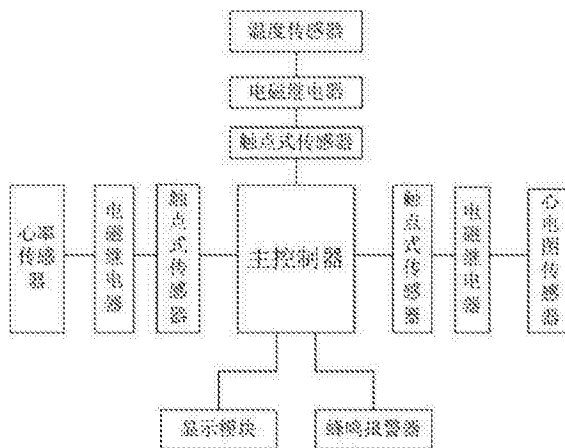 温度传感器
电磁继电器
触点式传感器
心率传感器
电磁继电器
触点式传感器
主控制器
触点式传感器
电磁继电器
心电图传感器
显示模块
蜂鸣报警器